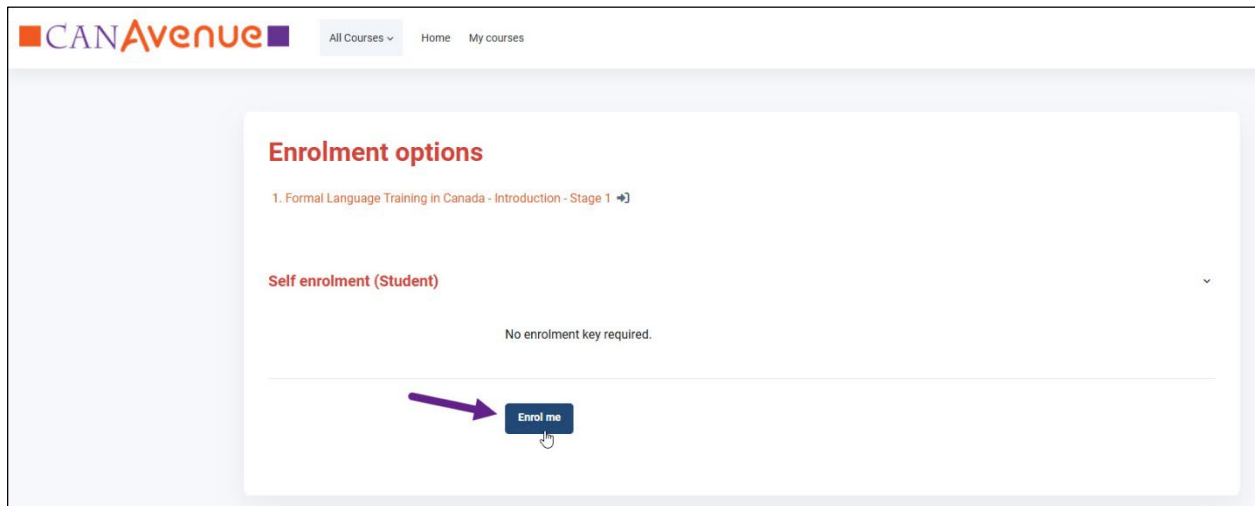 CANAvenue
All Courses Home My courses
Enrolment options
1. Formal Language Training in Canada - Introduction - Stage 1
Self enrolment (Student)
No enrolment key required.
Enrol me